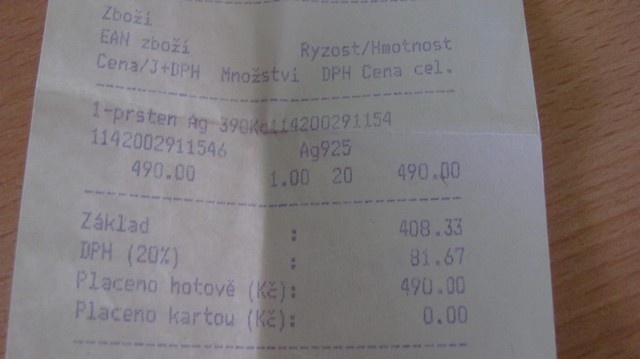 Zboží
EAN zboží Ryzost/Hmotnost
Cena/J+DPH Množství DPH Cena cel.
1-prsten Ag 390Kč114200291154
1142002911546 Ag925
490.00 1.00 20 490.00
Základ : 408.33
DPH (20%) : 81.67
Placeno hotově (Kč): 490.00
Placeno kartou (Kč): 0.00